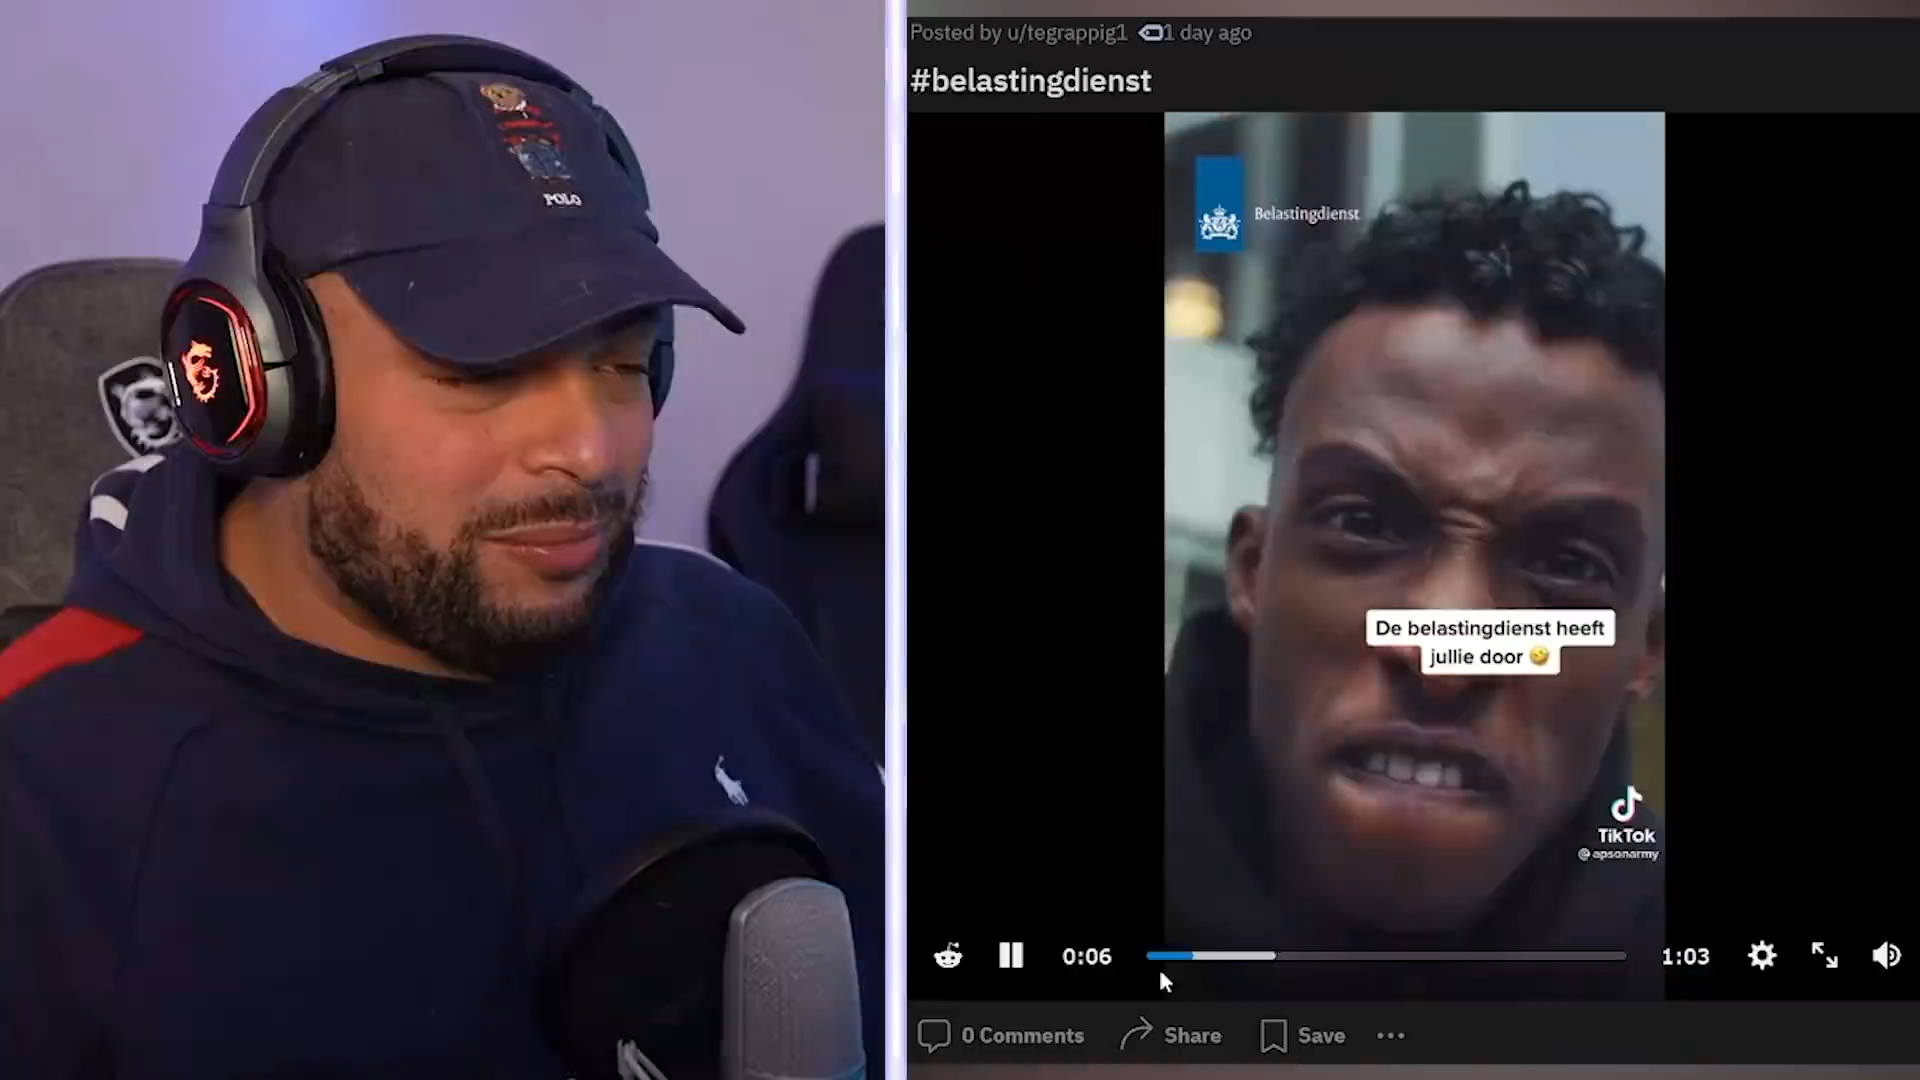 POLO
Posted by u/tegrappig1 1 day ago
#belastingdienst
Belastingdienst
De belastingdienst heeft
jullie door 🤣
TikTok
@apsonarmy
0:06
1:03
0 Comments
Share
Save